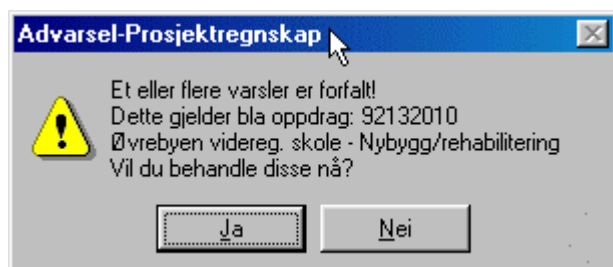 Advarsel-Prosjektregnskap
Et eller flere varsler er forfalt!
Dette gjelder bla oppdrag: 92132010
Øvrebyen videreg. skole - Nybygg/rehabilitering
Vil du behandle disse nå?
Ja
Nei